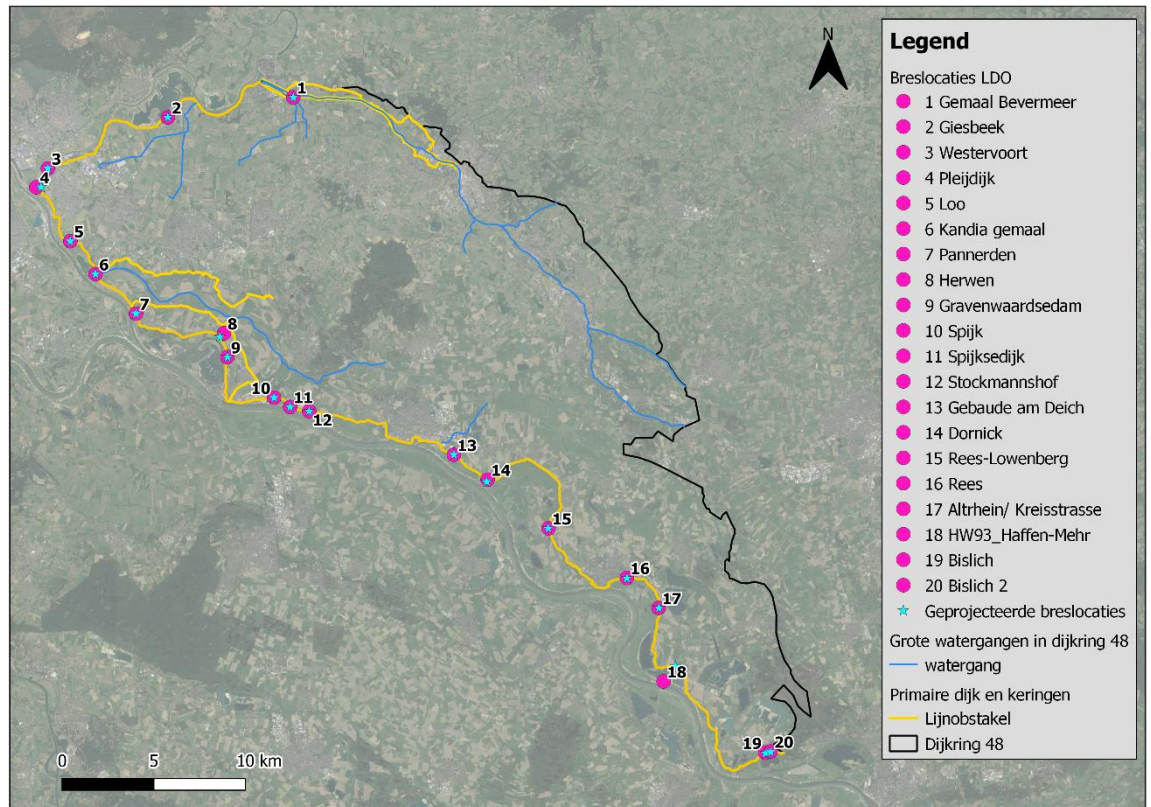 N
1
2
3
4
5
6
7
8
9
10
11
12
13
14
15
16
17
18
19
20
0 5 10 km
Legend
Breslocaties LDO
1 Gemaal Bevermeer
2 Giesbeek
3 Westervoort
4 Pleijdijk
5 Loo
6 Kandia gemaal
7 Pannerden
8 Herwen
9 Gravenwaardsedam
10 Spijk
11 Spijksedijk
12 Stockmannshof
13 Gebaude am Deich
14 Dornick
15 Rees-Lowenberg
16 Rees
17 Altrhein/ Kreisstrasse
18 HW93_Haffen-Mehr
19 Bislich
20 Bislich 2
Geprojecteerde breslocaties
Grote watergangen in dijkring 48
watergang
Primaire dijk en keringen
Lijnobstakel
Dijkring 48